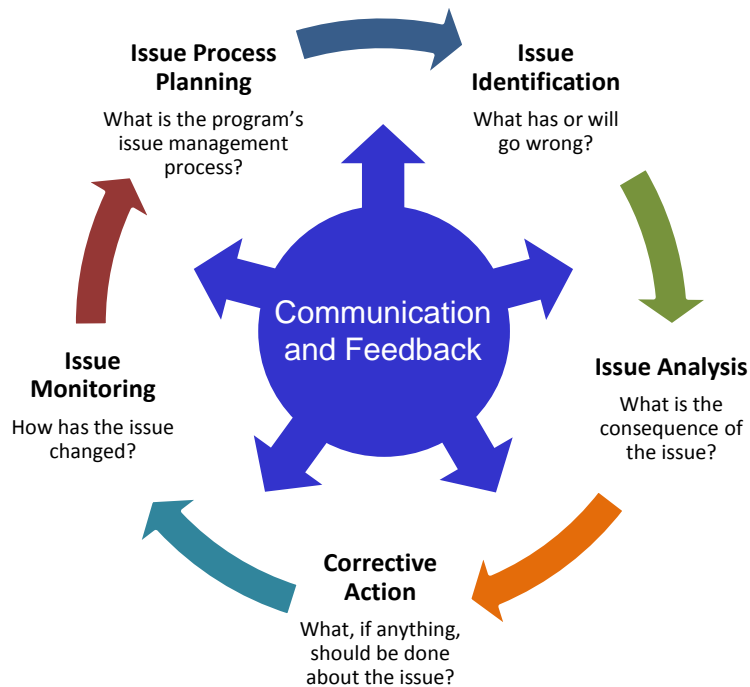 Issue Process
Planning
What is the program’s
issue management
process?
Issue
Identification
What has or will
go wrong?
Issue Analysis
What is the
consequence of
the issue?
Corrective
Action
What, if anything,
should be done
about the issue?
Issue
Monitoring
How has the issue
changed?
Communication
and Feedback